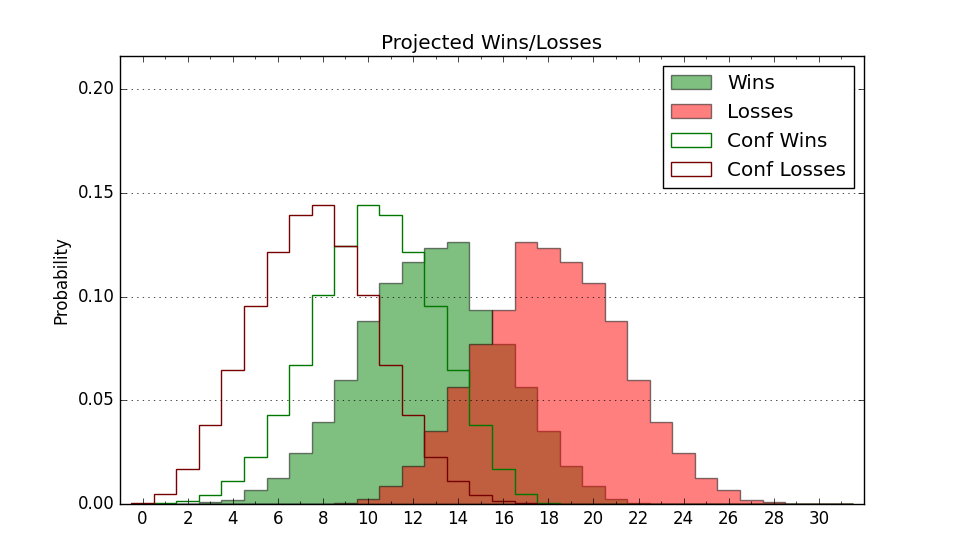 Projected Wins/Losses
Wins
Losses
Conf Wins
Conf Losses
Probability
0.20
0.15
0.10
0.05
0.00
0 2 4 6 8 10 12 14 16 18 20 22 24 26 28 30